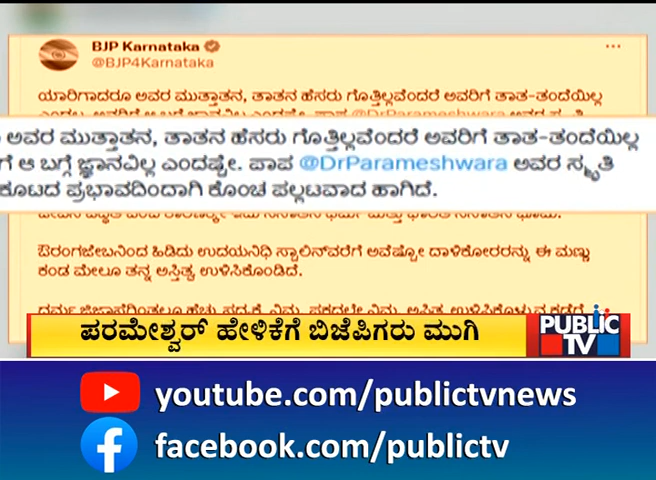 BJP Karnataka
@BJP4Karnataka
ಯಾರಿಗಾದರೂ ಅವರ ಮುತ್ತಾತನ, ತಾತನ ಹೆಸರು ಗೊತ್ತಿಲ್ಲವೆಂದರೆ ಅವರಿಗೆ ತಾತ-ತಂದೆಯಿಲ್ಲ
ಅವರ ಮುತ್ತಾತನ, ತಾತನ ಹೆಸರು ಗೊತ್ತಿಲ್ಲವೆಂದರೆ ಅವರಿಗೆ ತಾತ-ತಂದೆಯಿಲ್ಲ
ಗೆ ಆ ಬಗ್ಗೆ ಜ್ಞಾನವಿಲ್ಲ ಎಂದಷ್ಟೇ. ಪಾಪ @DrParameshwara ಅವರ ಸ್ಮೃತಿ
ಕೂಟದ ಪ್ರಭಾವದಿಂದಾಗಿ ಕೊಂಚ ಪಲ್ಲಟವಾದ ಹಾಗಿದೆ.
ಔರಂಗಜೇಬನಿಂದ ಹಿಡಿದು ಉದಯನಿಧಿ ಸ್ಟಾಲಿನ್‌ವರೆಗೆ ಅವೆಷ್ಟೋ ದಾಳಿಕೋರರನ್ನು ಈ ಮಣ್ಣು
ಕಂಡ ಮೇಲೂ ತನ್ನ ಅಸ್ತಿತ್ವ ಉಳಿಸಿಕೊಂಡಿದೆ.
ಪರಮೇಶ್ವರ್ ಹೇಳಿಕೆಗೆ ಬಿಜೆಪಿಗರು ಮುಗಿ
PUBLIC
TV
youtube.com/publictvnews
facebook.com/publictv